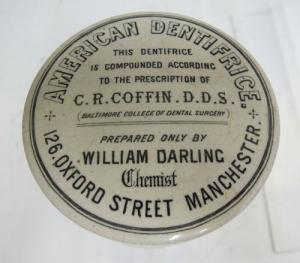 AMERICAN DENTIFRICE.
THIS DENTIFRICE
IS COMPOUNDED ACCORDING
TO THE PRESCRIPTION OF
C.R.COFFIN.D.D.S.
(BALTIMORE COLLEGE OF DENTAL SURGERY)
PREPARED ONLY BY
WILLIAM DARLING
Chemist
126.OXFORD STREET MANCHESTER.